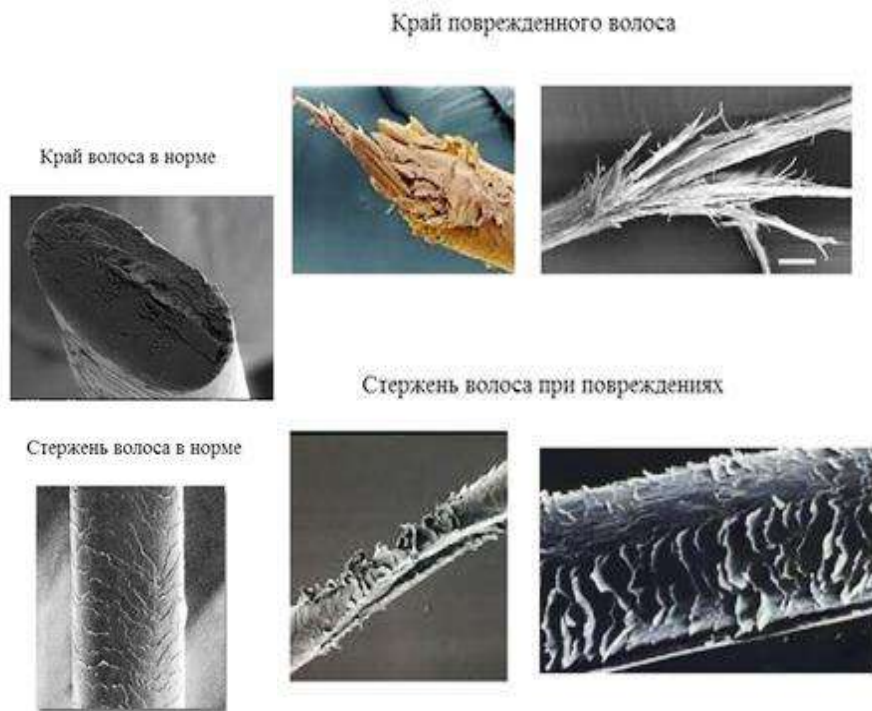 Край поврежденного волоса
Край волоса в норме
Стержень волоса при повреждениях
Стержень волоса в норме